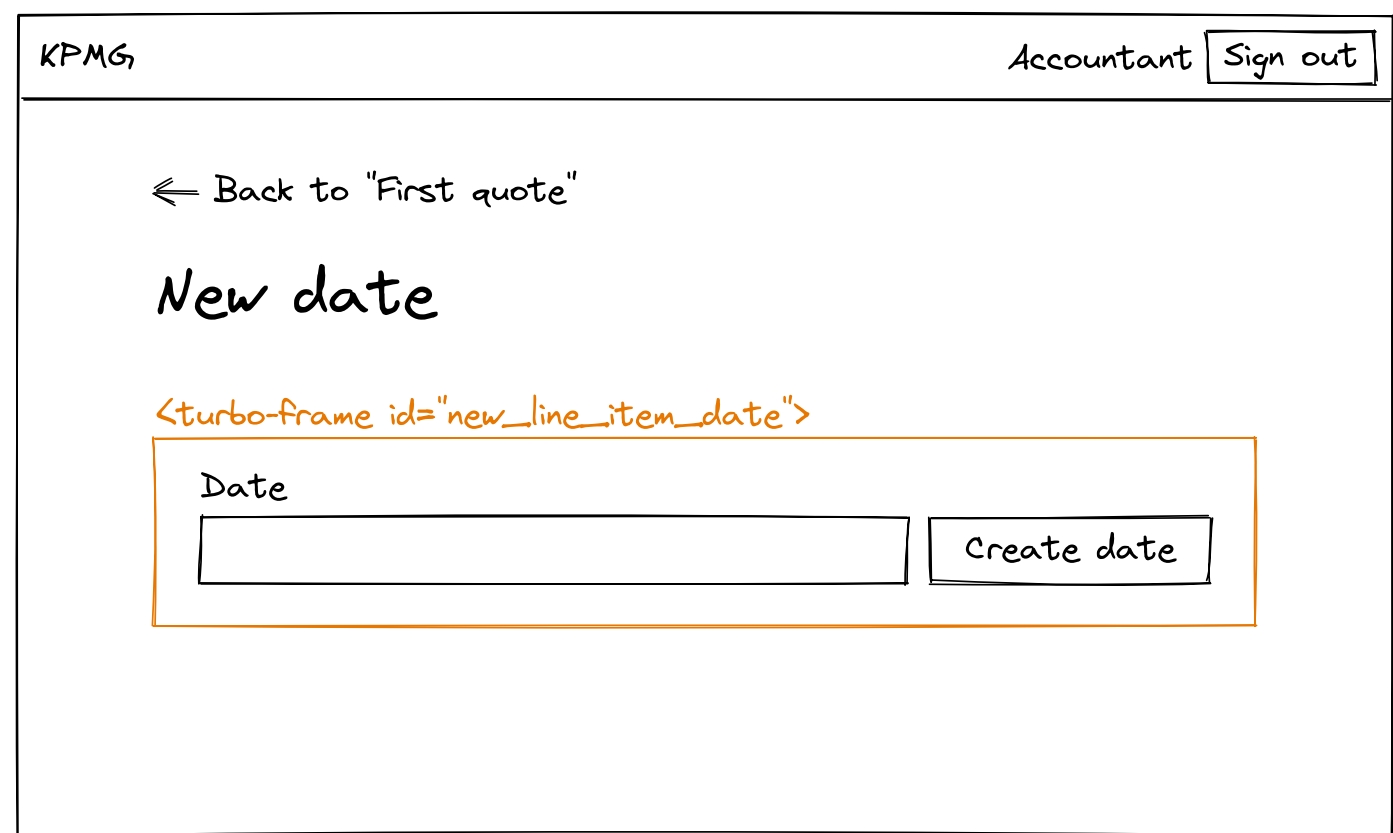 KPMG
Accountant Sign out
← Back to "First quote"
New date
<turbo-frame id="new_line_item_date">
Date
Create date